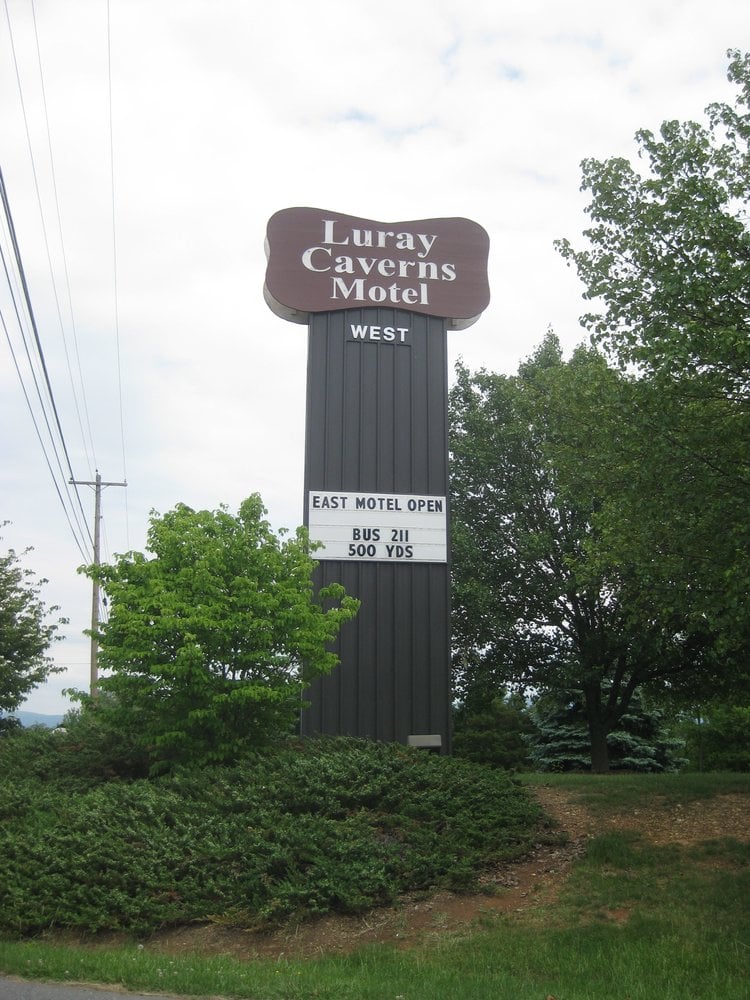 Luray
Caverns
Motel
WEST
EAST MOTEL OPEN
BUS 211
500 YDS